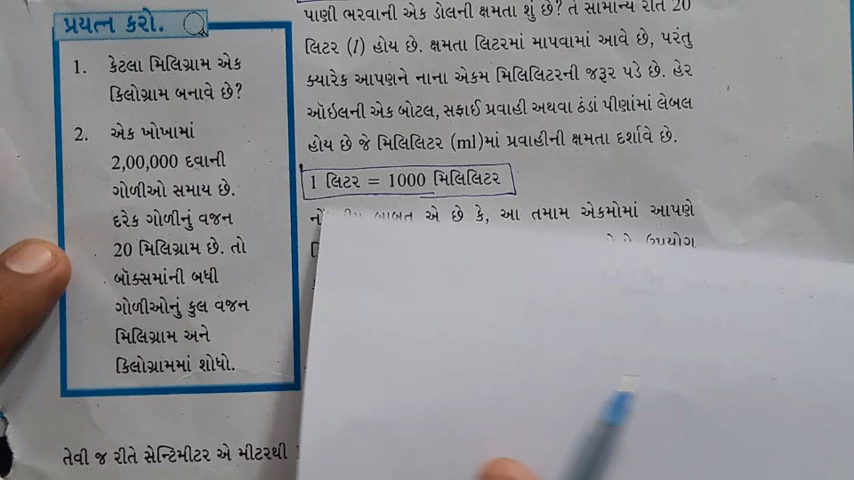 પ્રયત્ન કરો.
1. કેટલા મિલિગ્રામ એક
કિલોગ્રામ બનાવે છે?
2. એક ખોખામાં
2,00,000 દવાની
ગોળીઓ સમાય છે.
દરેક ગોળીનું વજન
20 મિલિગ્રામ છે. તો
બૉક્સમાંની બધી
ગોળીઓનું કુલ વજન
મિલિગ્રામ અને
કિલોગ્રામમાં શોધો.
પાણી ભરવાની એક ડોલની ક્ષમતા શું છે? તે સામાન્ય રીતે 20
લિટર (l) હોય છે. ક્ષમતા લિટરમાં માપવામાં આવે છે, પરંતુ
ક્યારેક આપણને નાના એકમ મિલિલિટરની જરૂર પડે છે. હેર
ઑઇલની એક બોટલ, સફાઈ પ્રવાહી અથવા ઠંડાં પીણાંમાં લેબલ
હોય છે જે મિલિલિટર (ml)માં પ્રવાહીની ક્ષમતા દર્શાવે છે.
1 લિટર = 1000 મિલિલિટર
બાબત એ છે કે, આ તમામ એકમોમાં આપણે
ઉપયોગ
તેવી જ રીતે સેન્ટિમીટર એ મીટરથી